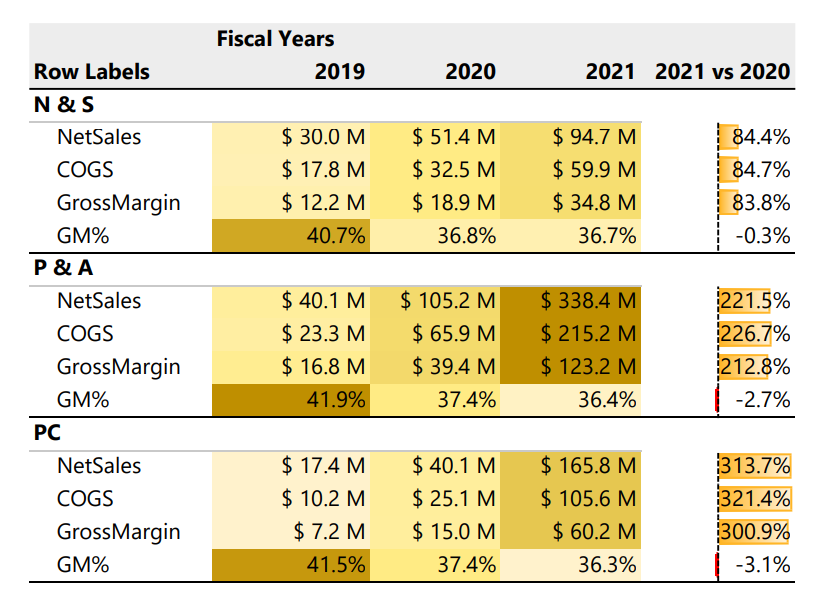 Fiscal Years
Row Labels 2019 2020 2021 2021 vs 2020
N & S
NetSales $ 30.0 M $ 51.4 M $ 94.7 M 84.4%
COGS $ 17.8 M $ 32.5 M $ 59.9 M 84.7%
GrossMargin $ 12.2 M $ 18.9 M $ 34.8 M 83.8%
GM% 40.7% 36.8% 36.7% -0.3%
P & A
NetSales $ 40.1 M $ 105.2 M $ 338.4 M 221.5%
COGS $ 23.3 M $ 65.9 M $ 215.2 M 226.7%
GrossMargin $ 16.8 M $ 39.4 M $ 123.2 M 212.8%
GM% 41.9% 37.4% 36.4% -2.7%
PC
NetSales $ 17.4 M $ 40.1 M $ 165.8 M 313.7%
COGS $ 10.2 M $ 25.1 M $ 105.6 M 321.4%
GrossMargin $ 7.2 M $ 15.0 M $ 60.2 M 300.9%
GM% 41.5% 37.4% 36.3% -3.1%